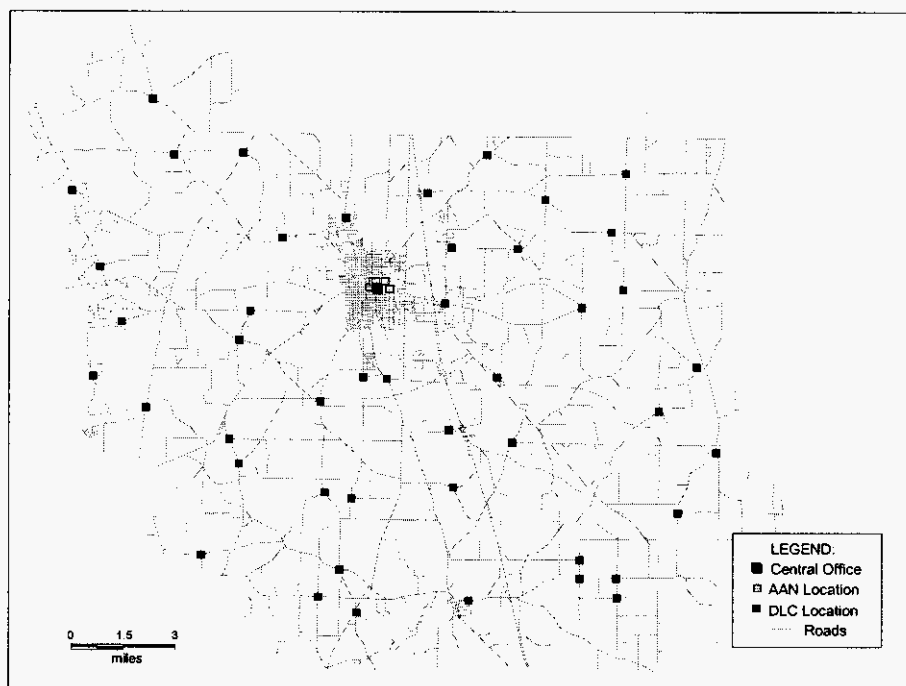 LEGEND:
Central Office
AAN Location
DLC Location
Roads
0 1.5 3
miles